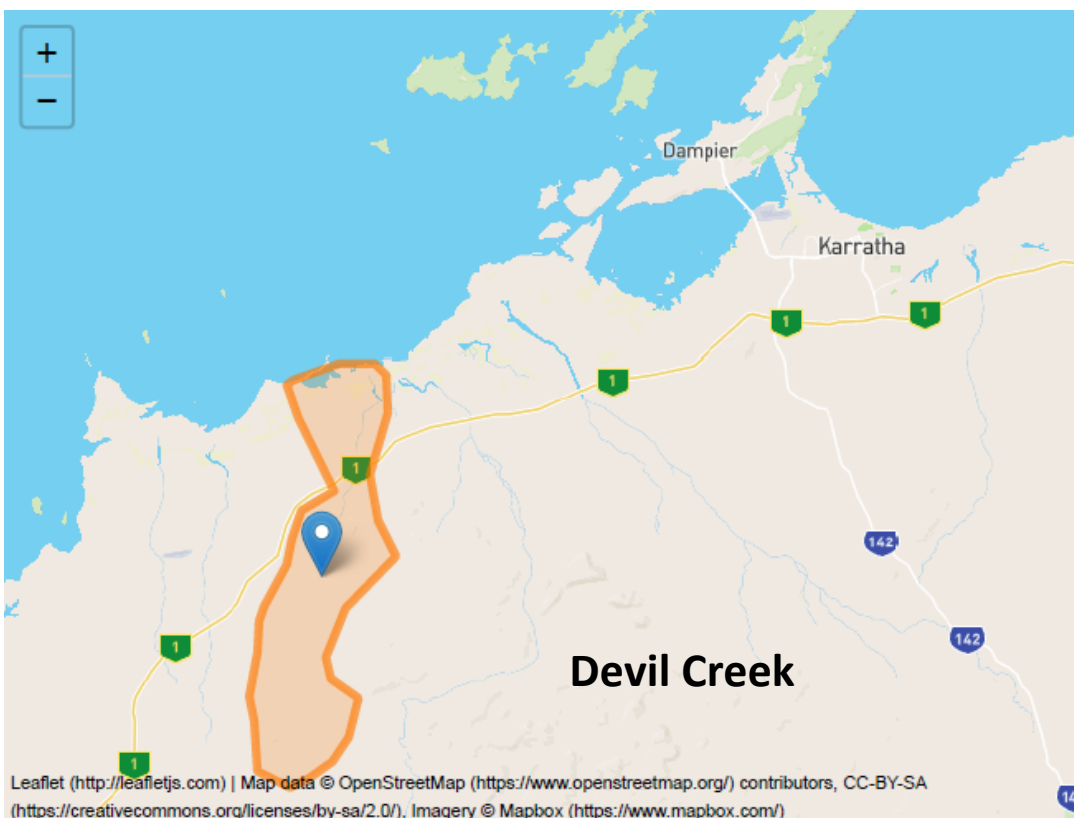 +
−
Dampier
Karratha
1
1
1
1
142
1
142
Devil Creek
1
Leaflet (http://leafletjs.com) | Map data © OpenStreetMap (https://www.openstreetmap.org/) contributors, CC-BY-SA
(https://creativecommons.org/licenses/by-sa/2.0/), Imagery © Mapbox (https://www.mapbox.com/)